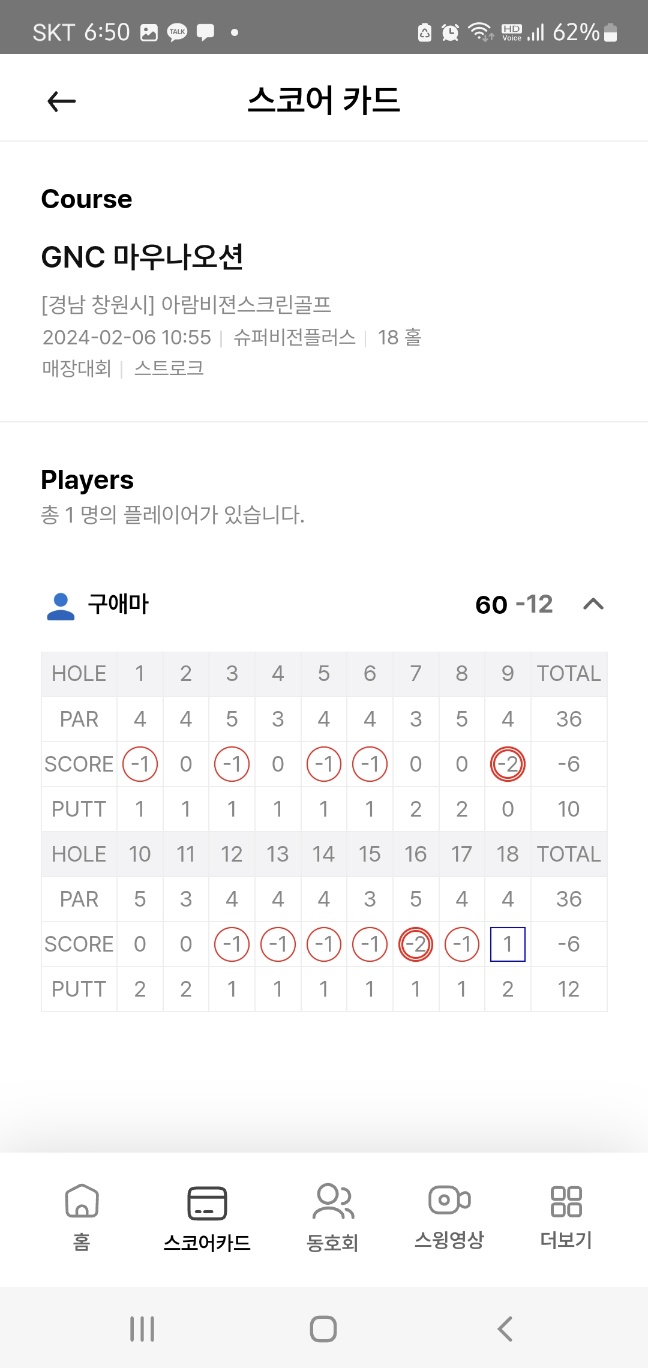 SKT 6:50 TALK HD Voice 62%
스코어 카드
Course
GNC 마우나오션
[경남 창원시] 아람비젼스크린골프
2024-02-06 10:55 | 슈퍼비전플러스 | 18 홀
매장대회 | 스트로크
Players
총 1 명의 플레이어가 있습니다.
구애마 60 -12
HOLE 1 2 3 4 5 6 7 8 9 TOTAL
PAR 4 4 5 3 4 4 3 5 4 36
SCORE -1 0 -1 0 -1 -1 0 0 -2 -6
PUTT 1 1 1 1 1 1 2 2 0 10
HOLE 10 11 12 13 14 15 16 17 18 TOTAL
PAR 5 3 4 4 4 3 5 4 4 36
SCORE 0 0 -1 -1 -1 -1 -2 -1 1 -6
PUTT 2 2 1 1 1 1 1 1 2 12
홈 스코어카드 동호회 스윙영상 더보기